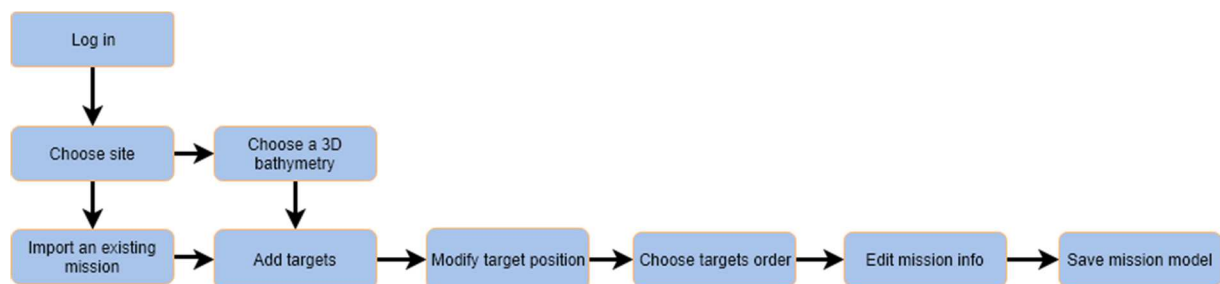 Log in
Choose site
Choose a 3D
bathymetry
Import an existing
mission
Add targets
Modify target position
Choose targets order
Edit mission info
Save mission model